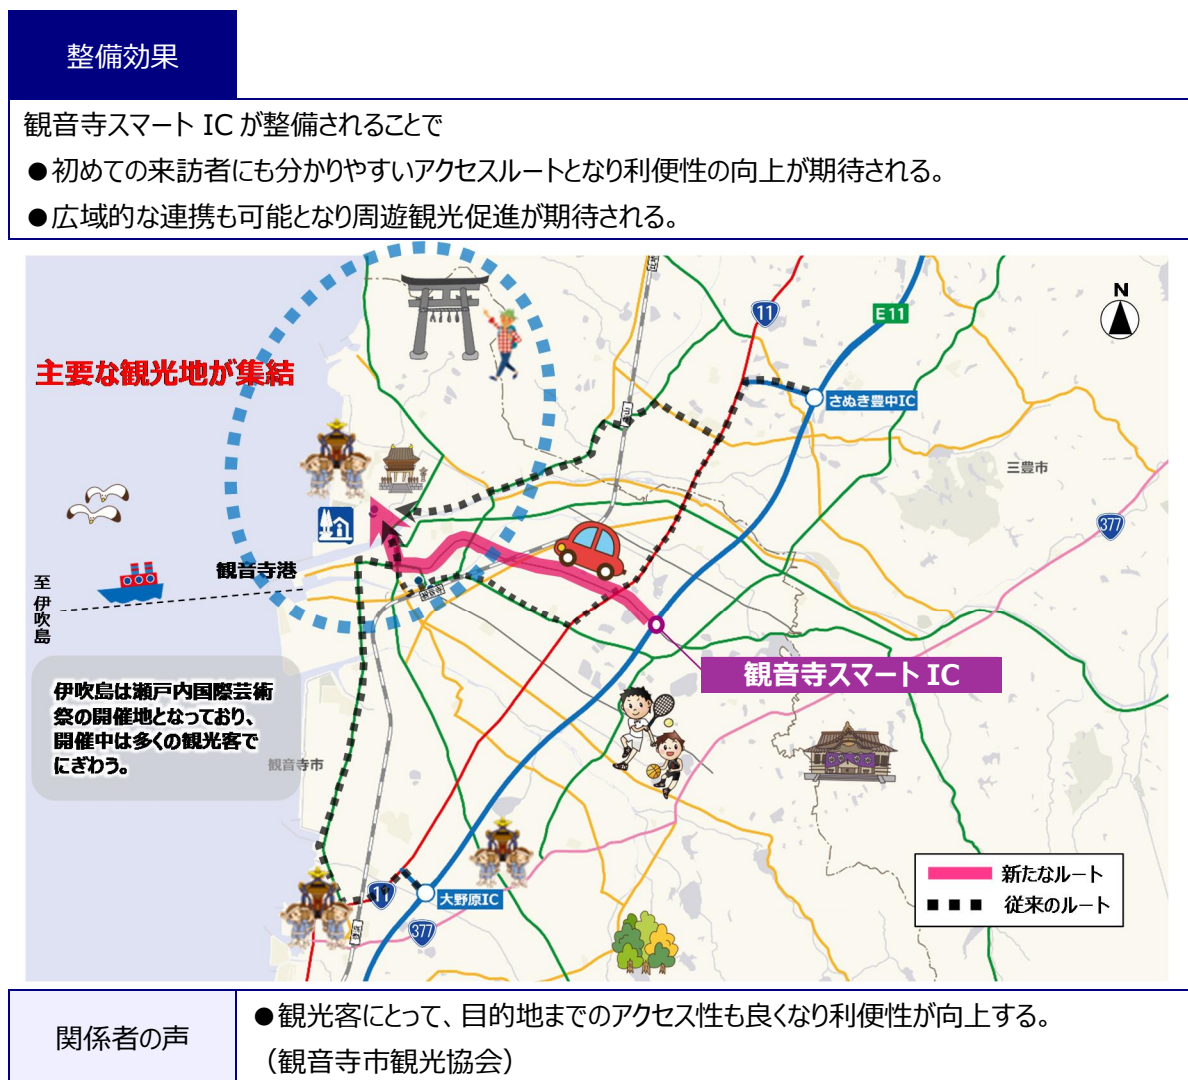 整備効果
観音寺スマート IC が整備されることで
●初めての来訪者にも分かりやすいアクセスルートとなり利便性の向上が期待される。
●広域的な連携も可能となり周遊観光促進が期待される。
N
11
E11
主要な観光地が集結
さぬき豊中IC
三豊市
377
観音寺港
至伊吹島
観音寺
観音寺スマート IC
伊吹島は瀬戸内国際芸術
祭の開催地となっており、
開催中は多くの観光客で
にぎわう。
観音寺市
新たなルート
従来のルート
11
大野原IC
377
関係者の声
●観光客にとって、目的地までのアクセス性も良くなり利便性が向上する。
（観音寺市観光協会）